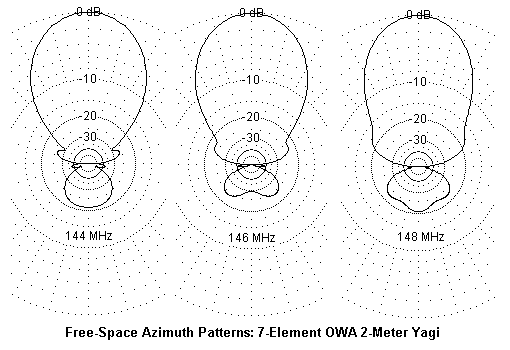 0 dB 0 dB 0 dB
-10 -10 -10
-20 -20 -20
-30 -30 -30
144 MHz 146 MHz 148 MHz
Free-Space Azimuth Patterns: 7-Element OWA 2-Meter Yagi